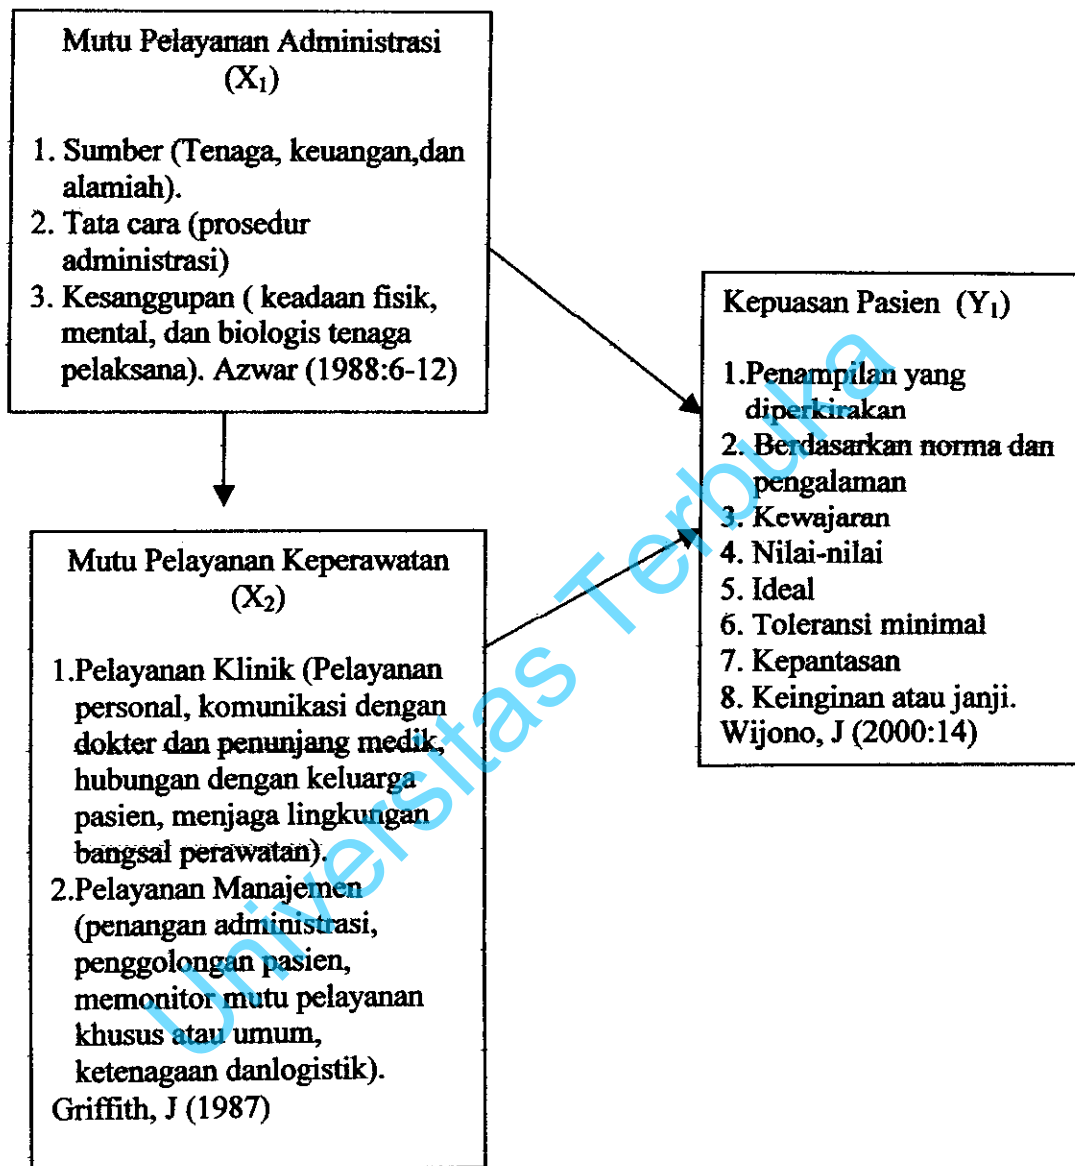 Mutu Pelayanan Administrasi
(X₁)
1. Sumber (Tenaga, keuangan,dan
alamiah).
2. Tata cara (prosedur
administrasi)
3. Kesanggupan ( keadaan fisik,
mental, dan biologis tenaga
pelaksana). Azwar (1988:6-12)
Mutu Pelayanan Keperawatan
(X₂)
1.Pelayanan Klinik (Pelayanan
personal, komunikasi dengan
dokter dan penunjang medik,
hubungan dengan keluarga
pasien, menjaga lingkungan
bangsal perawatan).
2.Pelayanan Manajemen
(penangan administrasi,
penggolongan pasien,
memonitor mutu pelayanan
khusus atau umum,
ketenagaan danlogistik).
Griffith, J (1987)
Kepuasan Pasien (Y₁)
1.Penampilan yang
diperkirakan
2. Berdasarkan norma dan
pengalaman
3. Kewajaran
4. Nilai-nilai
5. Ideal
6. Toleransi minimal
7. Kepantasan
8. Keinginan atau janji.
Wijono, J (2000:14)
Universitas Terbuka